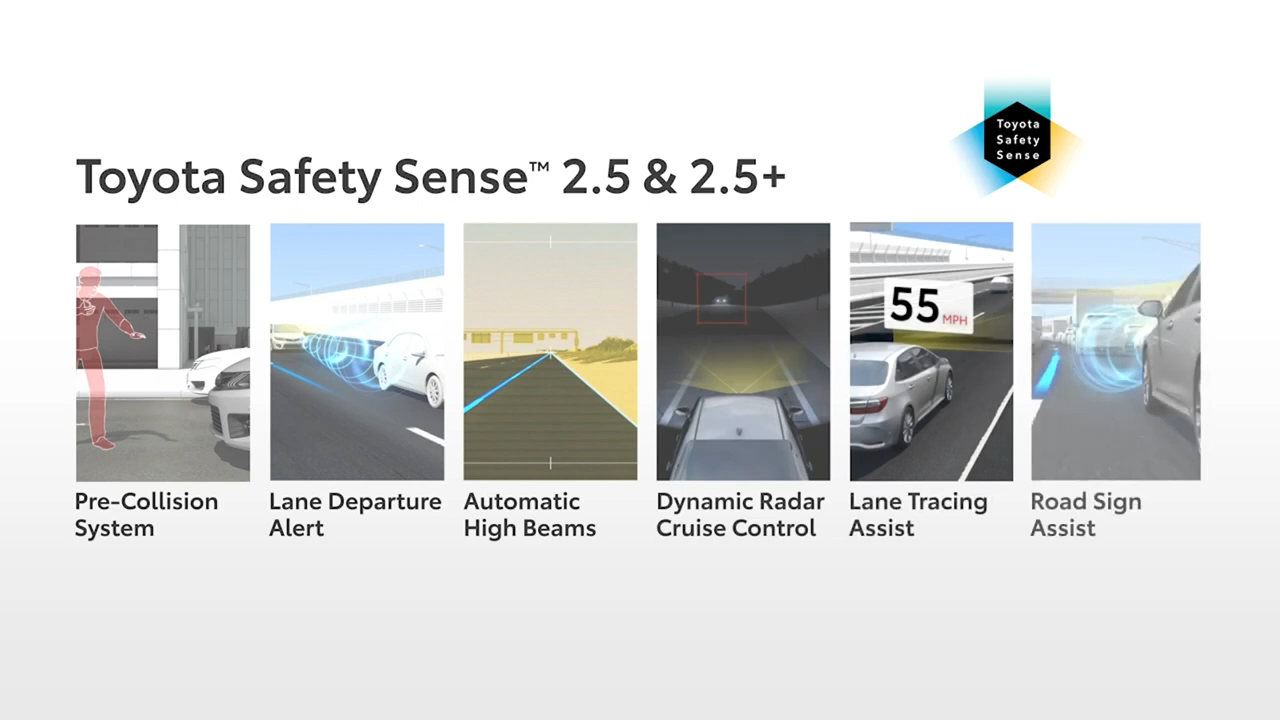 Toyota
Safety
Sense
Toyota Safety Sense™ 2.5 & 2.5+
55 MPH
Pre-Collision
System
Lane Departure
Alert
Automatic
High Beams
Dynamic Radar
Cruise Control
Lane Tracing
Assist
Road Sign
Assist